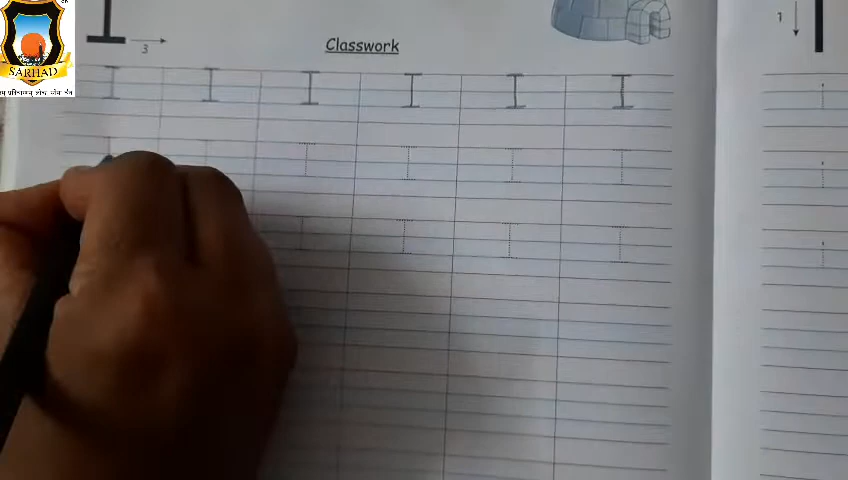 I
3
Classwork
1
I
SARHAD
I I I I I I
I I I I I
I I I I